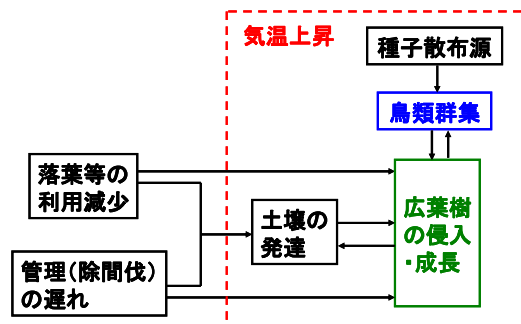 気温上昇
種子散布源
鳥類群集
落葉等の
利用減少
土壌の
発達
広葉樹
の侵入
・成長
管理(除間伐)
の遅れ